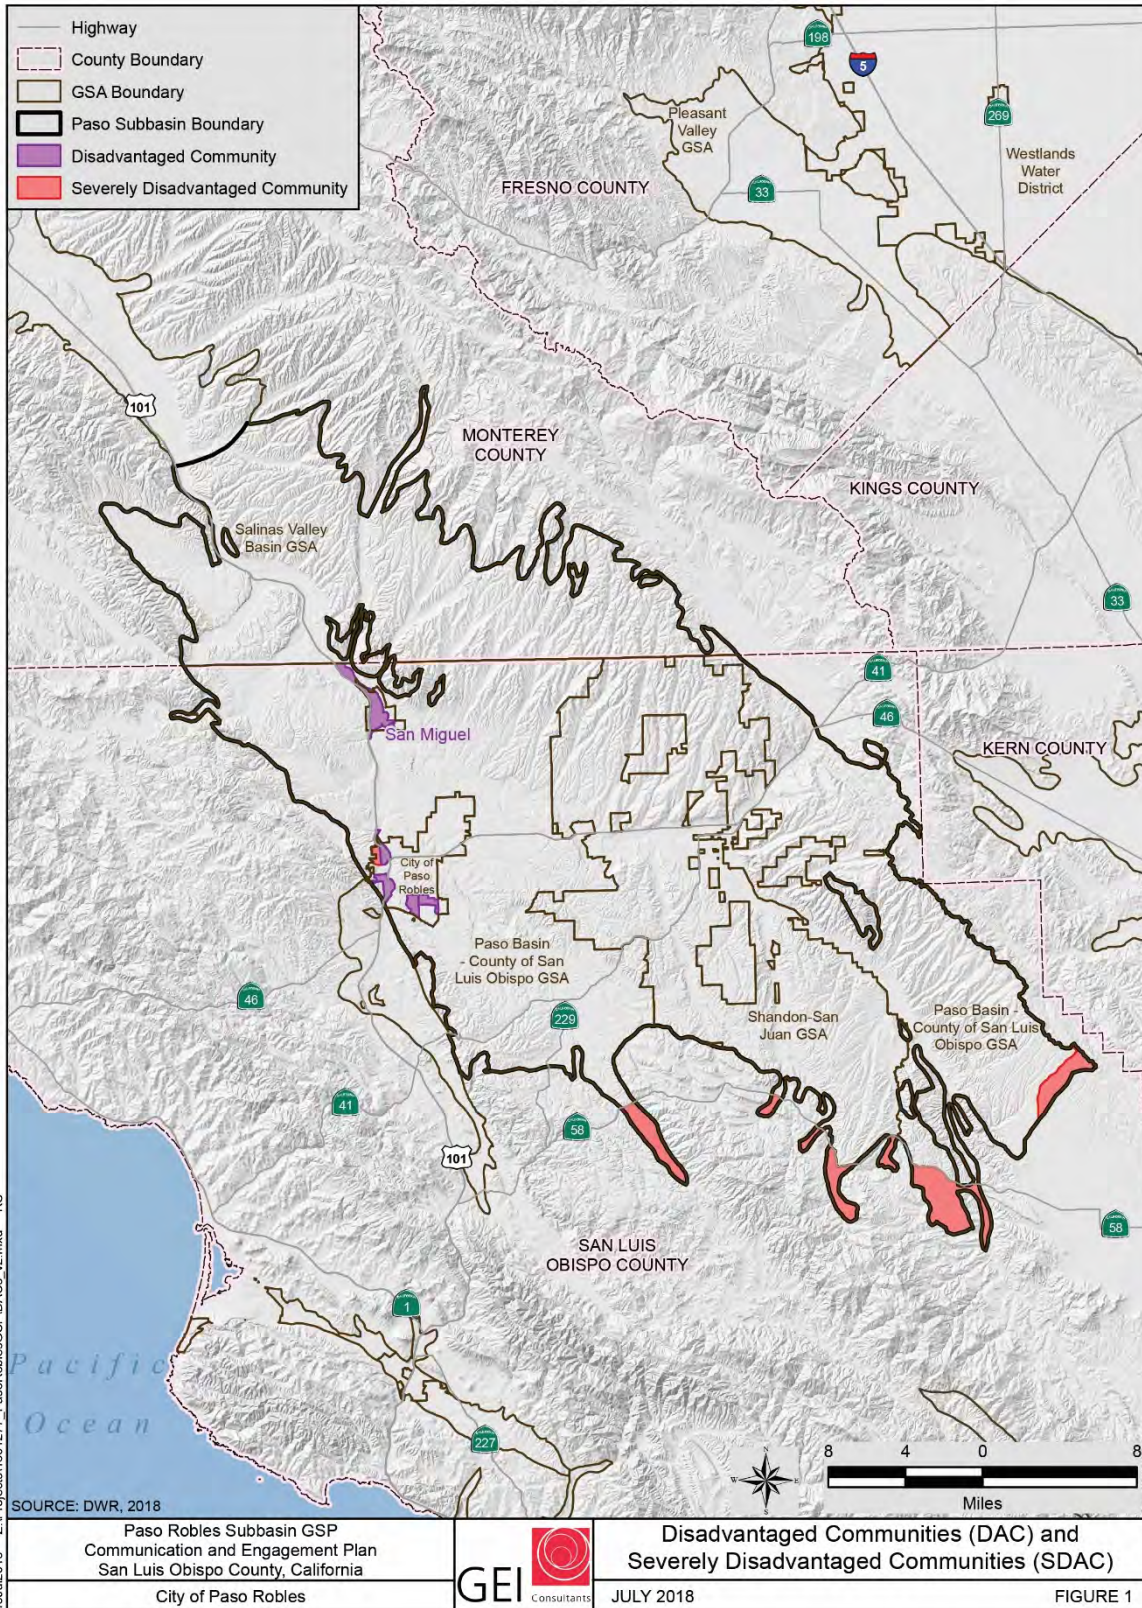 Highway
County Boundary
GSA Boundary
Paso Subbasin Boundary
Disadvantaged Community
Severely Disadvantaged Community
198
5
Pleasant
Valley
GSA
269
Westlands
Water
District
FRESNO COUNTY
33
101
MONTEREY
COUNTY
KINGS COUNTY
Salinas Valley
Basin GSA
33
41
46
San Miguel
KERN COUNTY
City of
Paso
Robles
Paso Basin
- County of San
Luis Obispo GSA
46
229
Shandon-San
Juan GSA
Paso Basin -
County of San Luis
Obispo GSA
41
58
101
58
SAN LUIS
OBISPO COUNTY
1
Pacific
Ocean
227
N
W
E
S
8 4 0 8
Miles
SOURCE: DWR, 2018
Paso Robles Subbasin GSP
Communication and Engagement Plan
San Luis Obispo County, California
City of Paso Robles
GEI Consultants
Disadvantaged Communities (DAC) and
Severely Disadvantaged Communities (SDAC)
JULY 2018
FIGURE 1